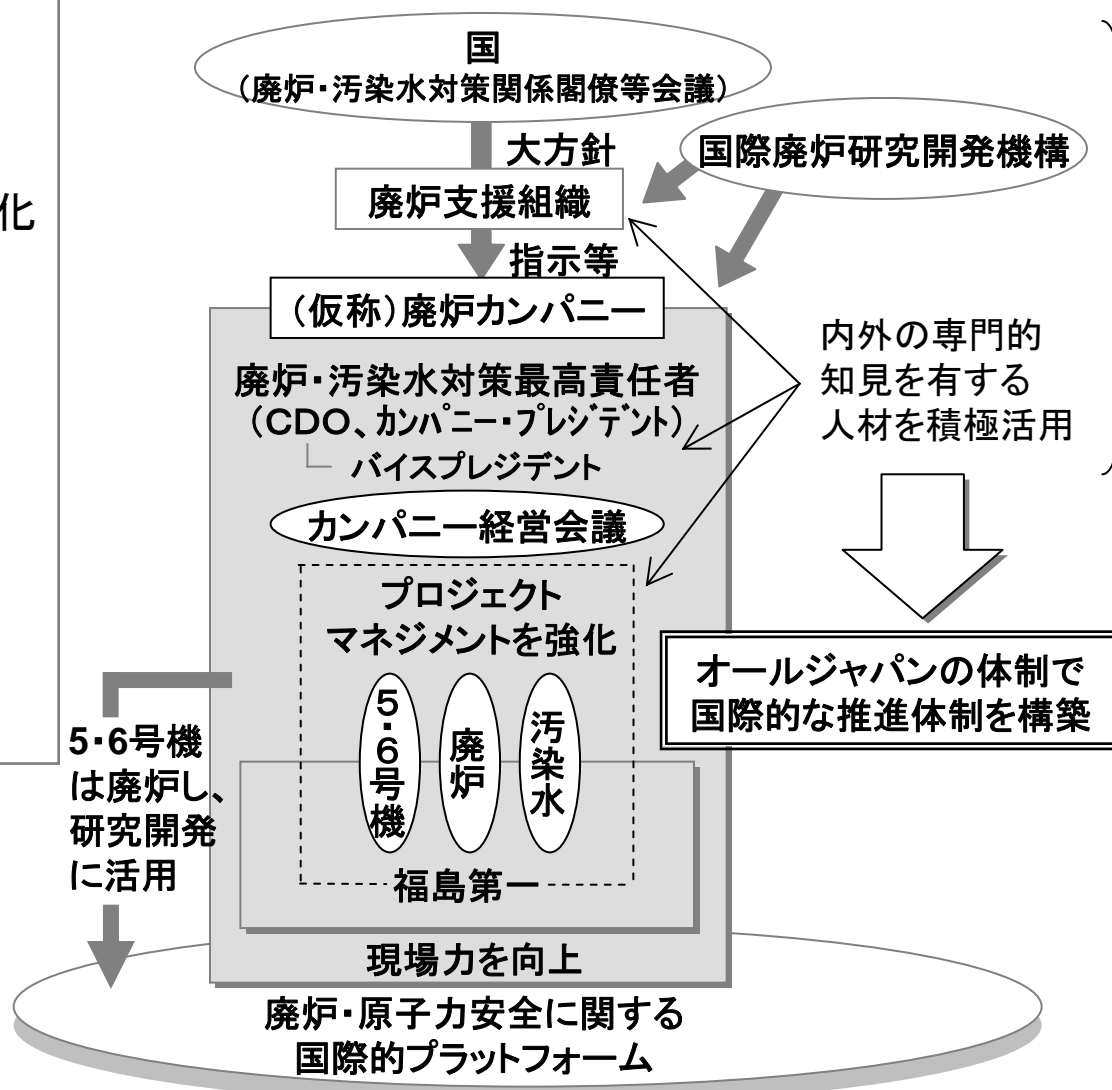 国
（廃炉・汚染水対策関係閣僚等会議）
大方針
国際廃炉研究開発機構
廃炉支援組織
化
指示等
（仮称）廃炉カンパニー
内外の専門的
知見を有する
人材を積極活用
廃炉・汚染水対策最高責任者
（ＣＤＯ、ｶﾝﾊﾟﾆｰ・ﾌﾟﾚｼﾞﾃﾞﾝﾄ）
バイスプレジデント
カンパニー経営会議
プロジェクト
マネジメントを強化
オールジャパンの体制で
国際的な推進体制を構築
５・６号機
廃炉
汚染水
5・6号機
は廃炉し、
研究開発
に活用
福島第一
現場力を向上
廃炉・原子力安全に関する
国際的プラットフォーム